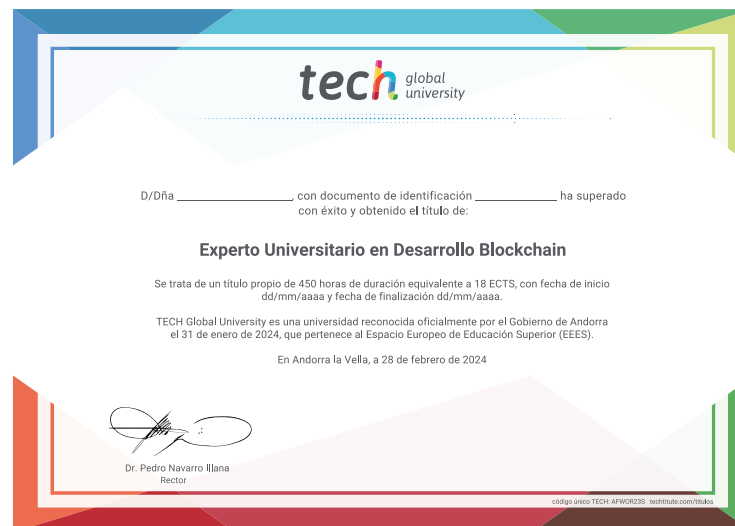 tech global university
D/Dña ______________, con documento de identificación ______________ ha superado
con éxito y obtenido el título de:
Experto Universitario en Desarrollo Blockchain
Se trata de un título propio de 450 horas de duración equivalente a 18 ECTS, con fecha de inicio
dd/mm/aaaa y fecha de finalización dd/mm/aaaa.
TECH Global University es una universidad reconocida oficialmente por el Gobierno de Andorra
el 31 de enero de 2024, que pertenece al Espacio Europeo de Educación Superior (EEES).
En Andorra la Vella, a 28 de febrero de 2024
Dr. Pedro Navarro Illana
Rector
código único TECH: AFWOR23S techtitute.com/titulos